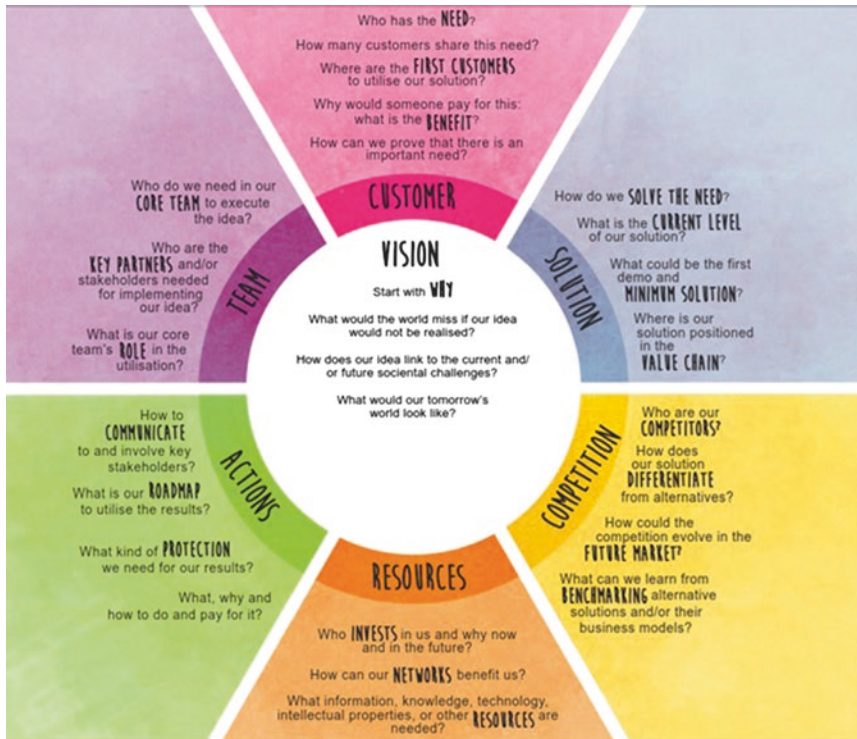 Who has the NEED?
How many customers share this need?
Where are the FIRST CUSTOMERS
to utilise our solution?
Why would someone pay for this:
what is the BENEFIT?
How can we prove that there is an
important need?
CUSTOMER
How do we SOLVE THE NEED?
What is the CURRENT LEVEL
of our solution?
What could be the first
demo and
MINIMUM SOLUTION?
Where is our
solution positioned
in the
VALUE CHAIN?
SOLUTION
Who are our
COMPETITORS?
How does
our solution
DIFFERENTIATE
from alternatives?
How could the
competition evolve in the
FUTURE MARKET?
What can we learn from
BENCHMARKING alternative
solutions and/or their
business models?
COMPETITION
RESOURCES
Who INVESTS in us and why now
and in the future?
How can our NETWORKS benefit us?
What information, knowledge, technology,
intellectual properties, or other RESOURCES are
needed?
ACTIONS
How to
COMMUNICATE
to and involve key
stakeholders?
What is our ROADMAP
to utilise the results?
What kind of PROTECTION
we need for our results?
What, why and
how to do and pay for it?
TEAM
Who do we need in our
CORE TEAM to execute
the idea?
Who are the
KEY PARTNERS and/or
stakeholders needed
for implementing
our idea?
What is our core
team's ROLE in the
utilisation?
VISION
Start with WHY
What would the world miss if our idea
would not be realised?
How does our idea link to the current and/
or future sociental challenges?
What would our tomorrow's
world look like?